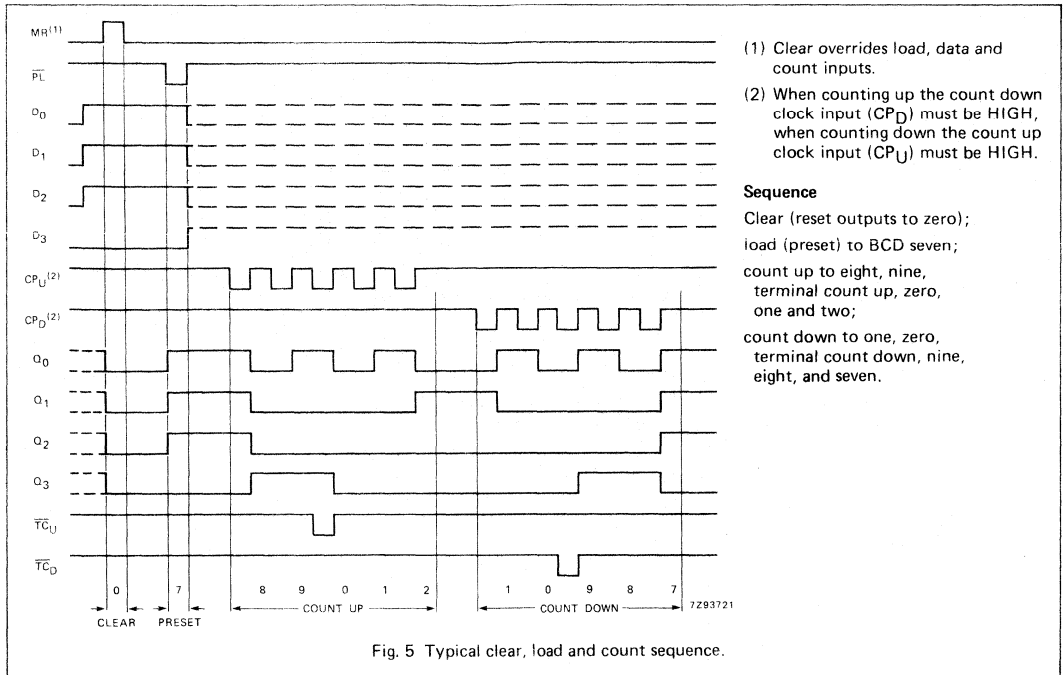 MR(1)
PL
D0
D1
D2
D3
CPU(2)
CPD(2)
Q0
Q1
Q2
Q3
TCU
TCD
0 7 8 9 0 1 2 1 0 9 8 7
COUNT UP COUNT DOWN 7Z93721
CLEAR PRESET
(1) Clear overrides load, data and
count inputs.
(2) When counting up the count down
clock input (CPD) must be HIGH,
when counting down the count up
clock input (CPU) must be HIGH.
Sequence
Clear (reset outputs to zero);
load (preset) to BCD seven;
count up to eight, nine,
terminal count up, zero,
one and two;
count down to one, zero,
terminal count down, nine,
eight, and seven.
Fig. 5 Typical clear, load and count sequence.